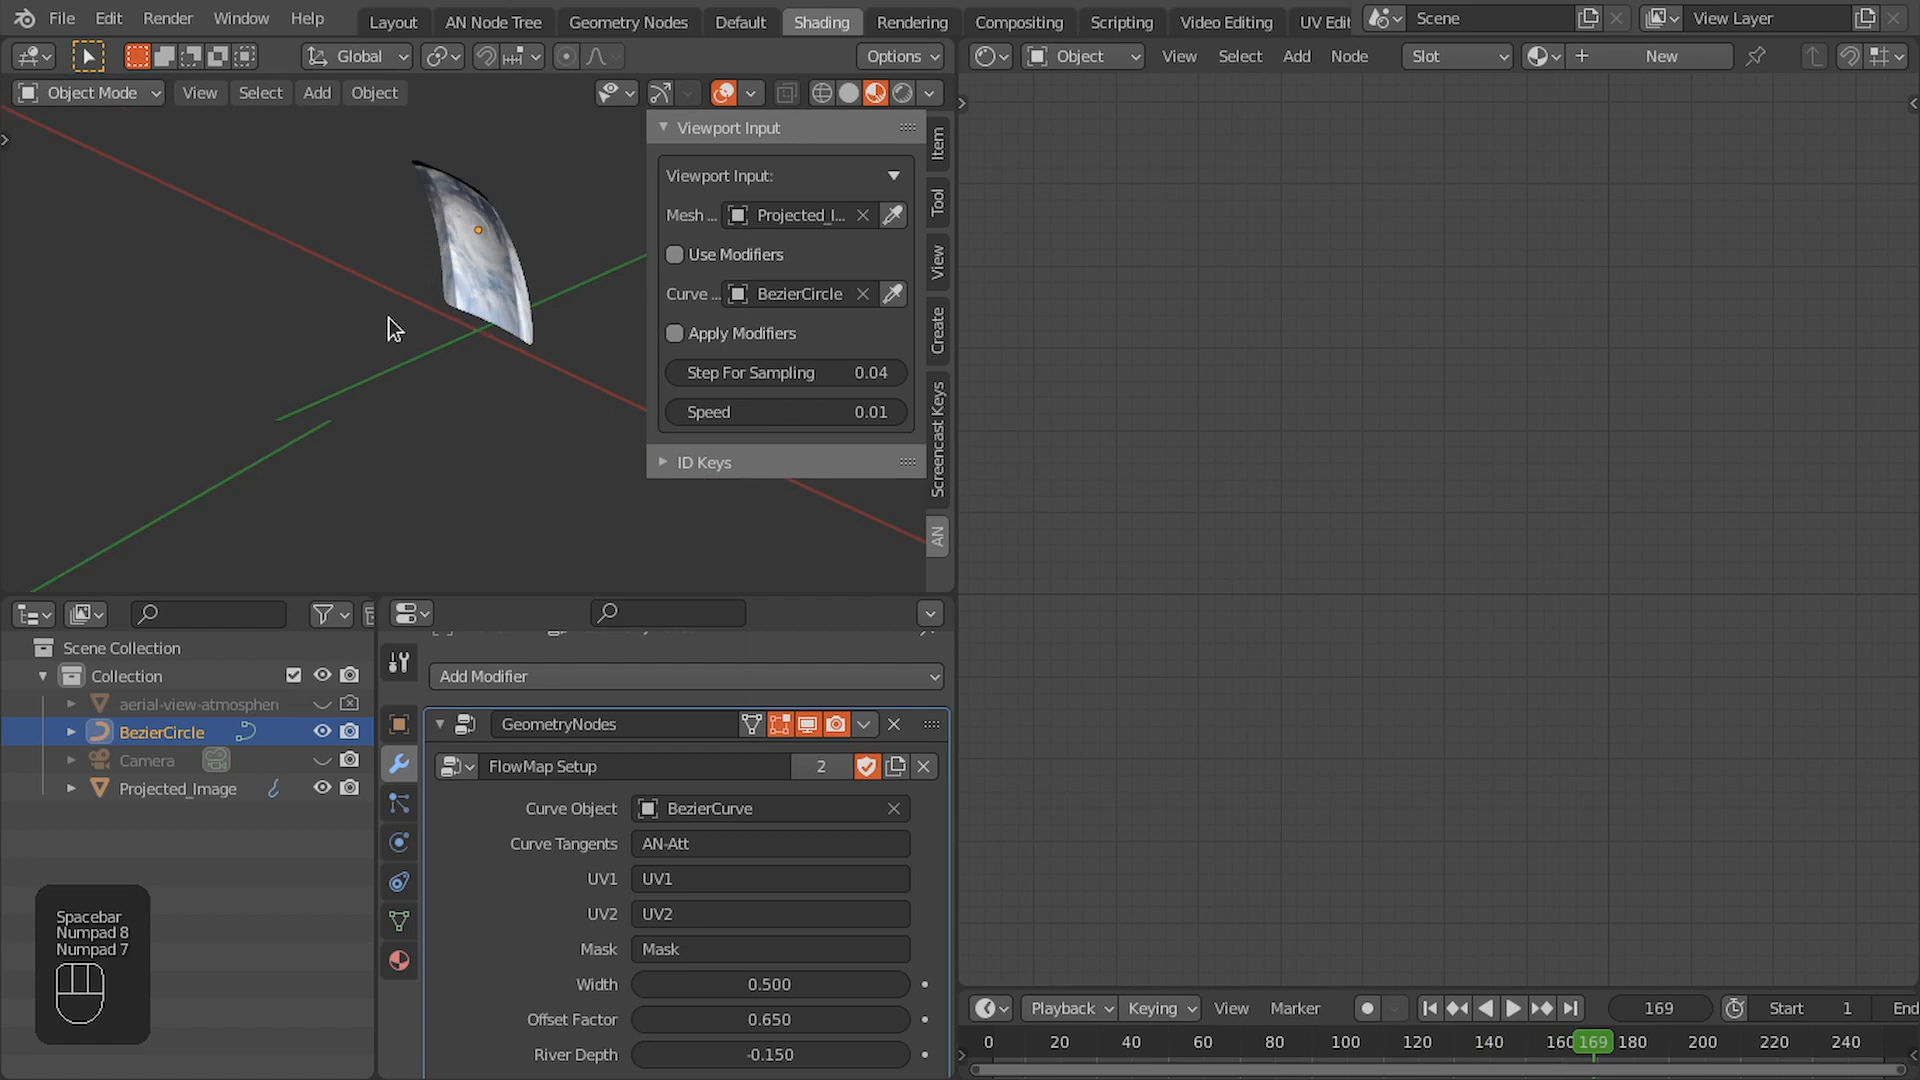 File Edit Render Window Help Layout AN Node Tree Geometry Nodes Default Shading Rendering Compositing Scripting Video Editing UV Edit Scene View Layer
Global Options Object View Select Add Node Slot New
Object Mode View Select Add Object
Viewport Input
Viewport Input:
Mesh ... Projected_I...
Use Modifiers
Curve ... BezierCircle
Apply Modifiers
Step For Sampling 0.04
Speed 0.01
ID Keys
Item
Tool
View
Create
Screencast Keys
AN
Scene Collection
Collection
aerial-view-atmospher
BezierCircle
Camera
Projected_Image
Spacebar
Numpad 8
Numpad 7
Add Modifier
GeometryNodes
FlowMap Setup 2
Curve Object BezierCurve
Curve Tangents AN-Att
UV1 UV1
UV2 UV2
Mask Mask
Width 0.500
Offset Factor 0.650
River Depth -0.150
Playback Keying View Marker 169 Start 1 End
0 20 40 60 80 100 120 140 160 169 180 200 220 240